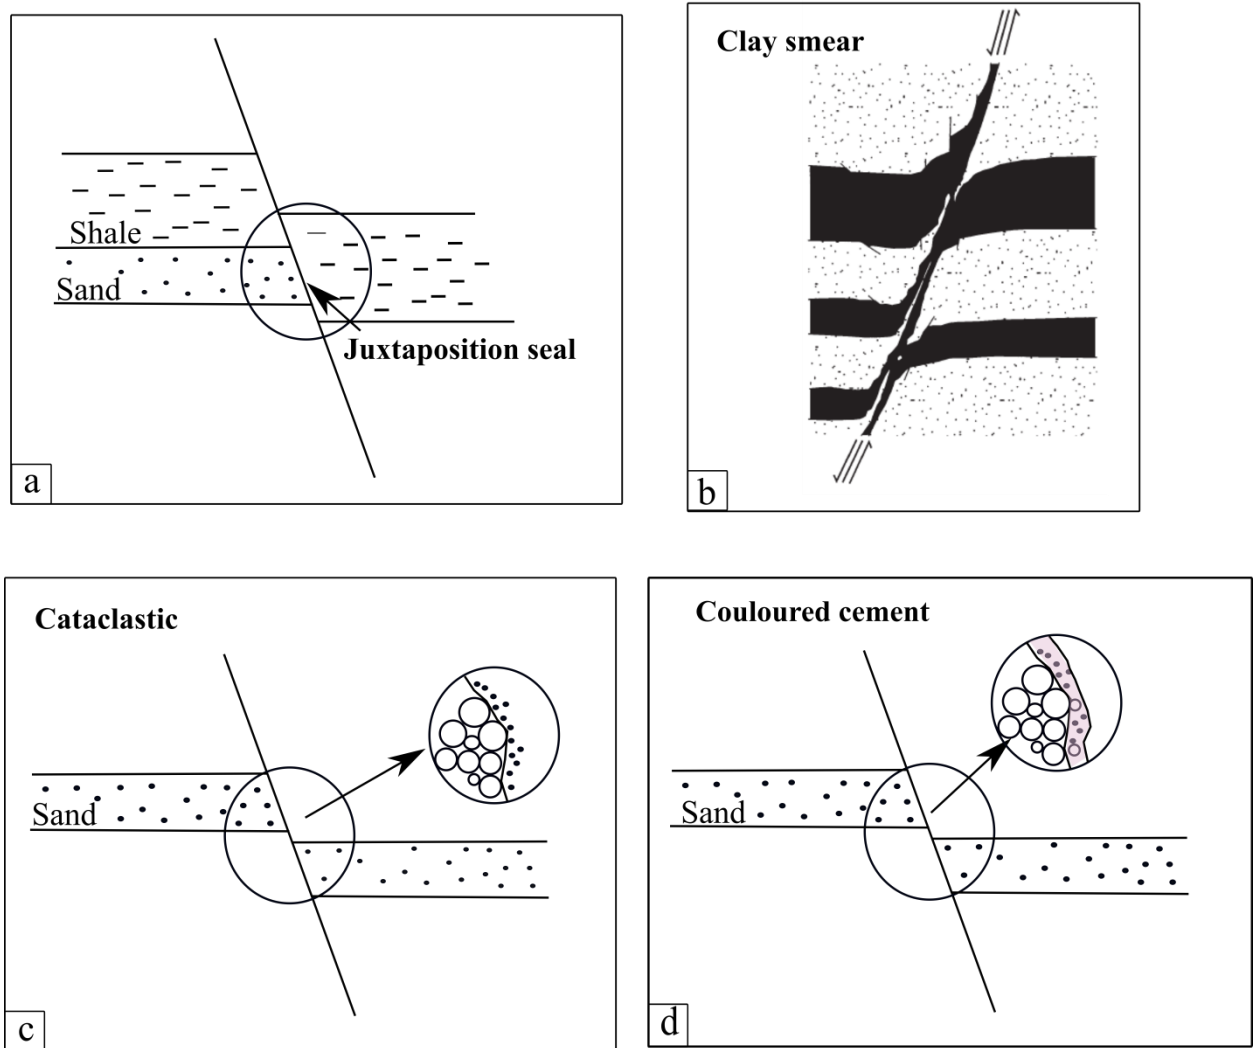 Shale
Sand
Juxtaposition seal
a
Clay smear
b
Cataclastic
Sand
c
Couloured cement
Sand
d